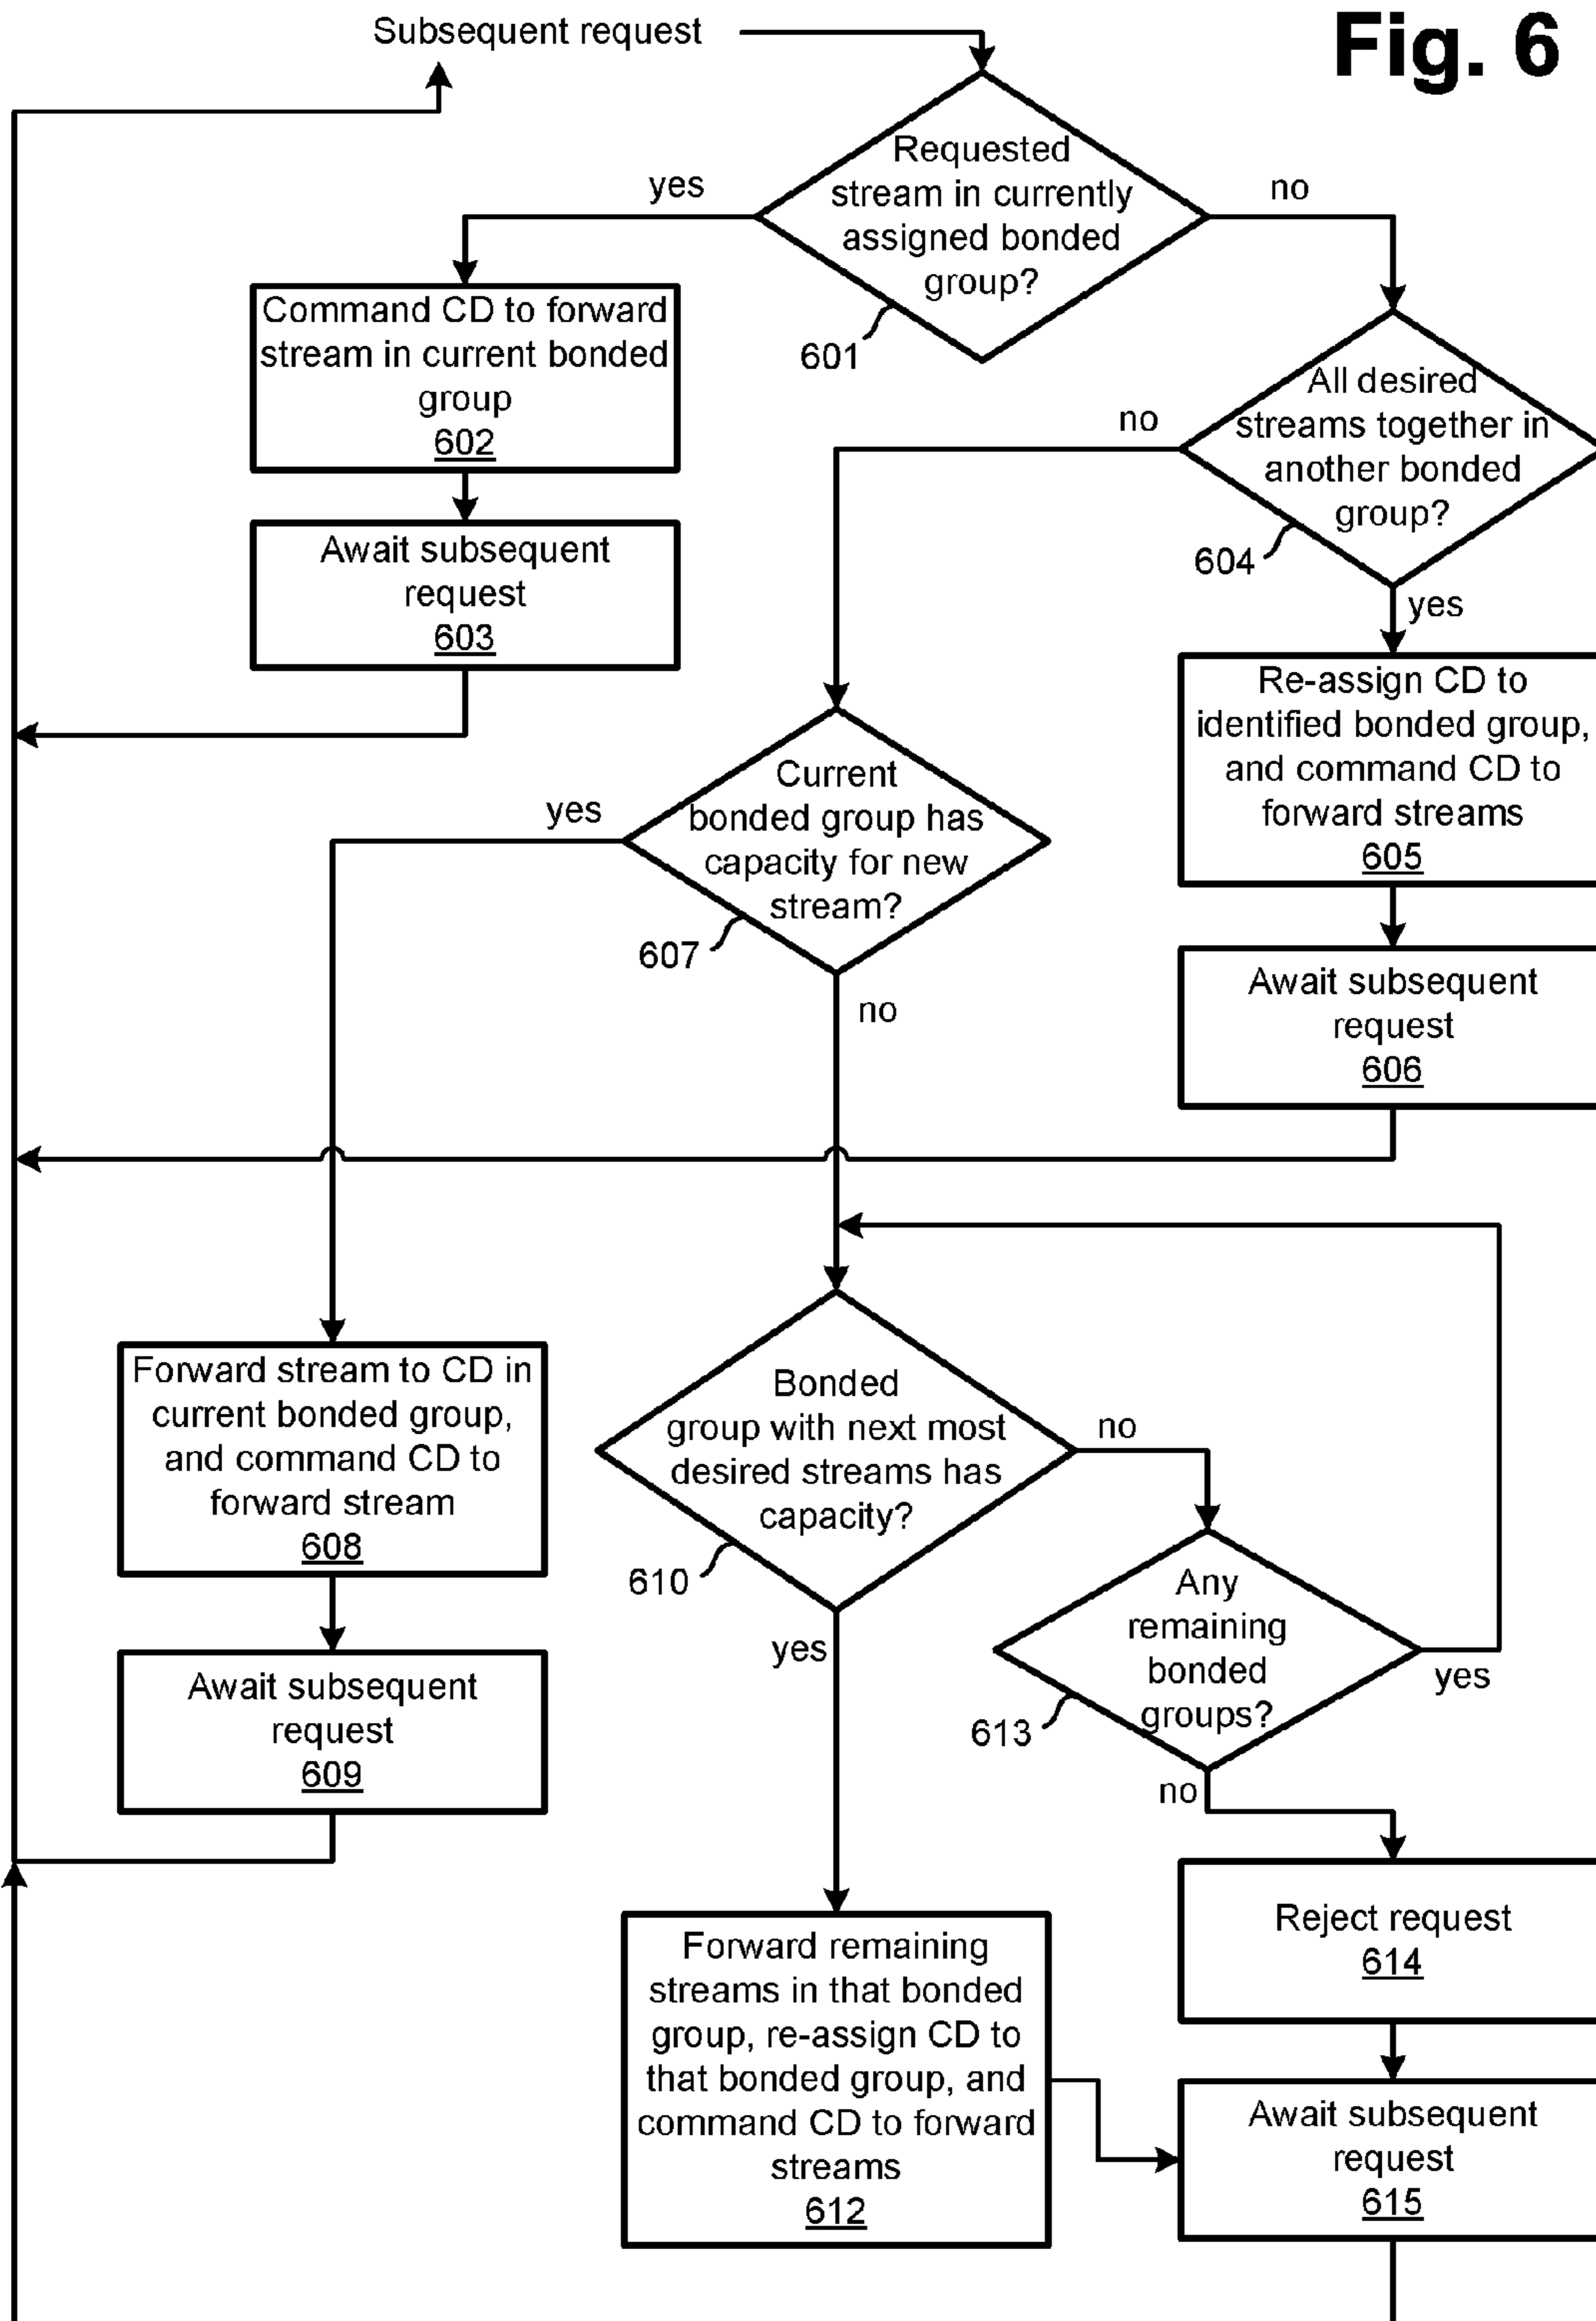 Subsequent request
Fig. 6
Requested
stream in currently
assigned bonded
group?
601
yes
no
Command CD to forward
stream in current bonded
group
602
Await subsequent
request
603
All desired
streams together in
another bonded
group?
604
no
yes
Re-assign CD to
identified bonded group,
and command CD to
forward streams
605
Await subsequent
request
606
Current
bonded group has
capacity for new
stream?
607
yes
no
Forward stream to CD in
current bonded group,
and command CD to
forward stream
608
Await subsequent
request
609
Bonded
group with next most
desired streams has
capacity?
610
no
yes
Any
remaining
bonded
groups?
613
yes
no
Forward remaining
streams in that bonded
group, re-assign CD to
that bonded group, and
command CD to forward
streams
612
Reject request
614
Await subsequent
request
615